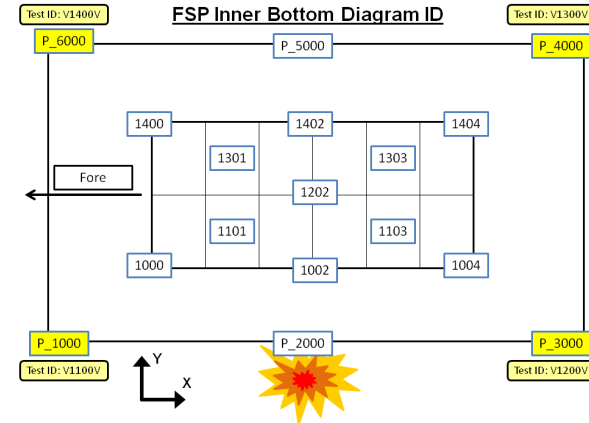 Test ID: V1400V
FSP Inner Bottom Diagram ID
Test ID: V1300V
P_6000
P_5000
P_4000
1400
1402
1404
1301
1303
Fore
1202
1101
1103
1000
1002
1004
P_1000
P_2000
P_3000
Test ID: V1100V
Y
X
Test ID: V1200V